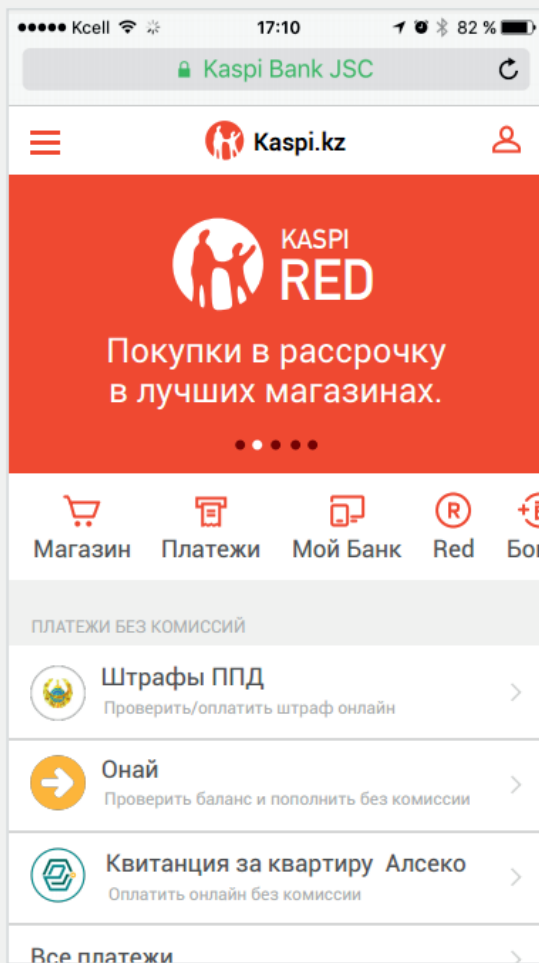 Kcell 17:10 82 %
Kaspi Bank JSC
Kaspi.kz
KASPI
RED
Покупки в рассрочку
в лучших магазинах.
Магазин Платежи Мой Банк Red
ПЛАТЕЖИ БЕЗ КОМИССИЙ
Штрафы ППД
Проверить/оплатить штраф онлайн
Онай
Проверить баланс и пополнить без комиссии
Квитанция за квартиру Алсеко
Оплатить онлайн без комиссии
Все платежи